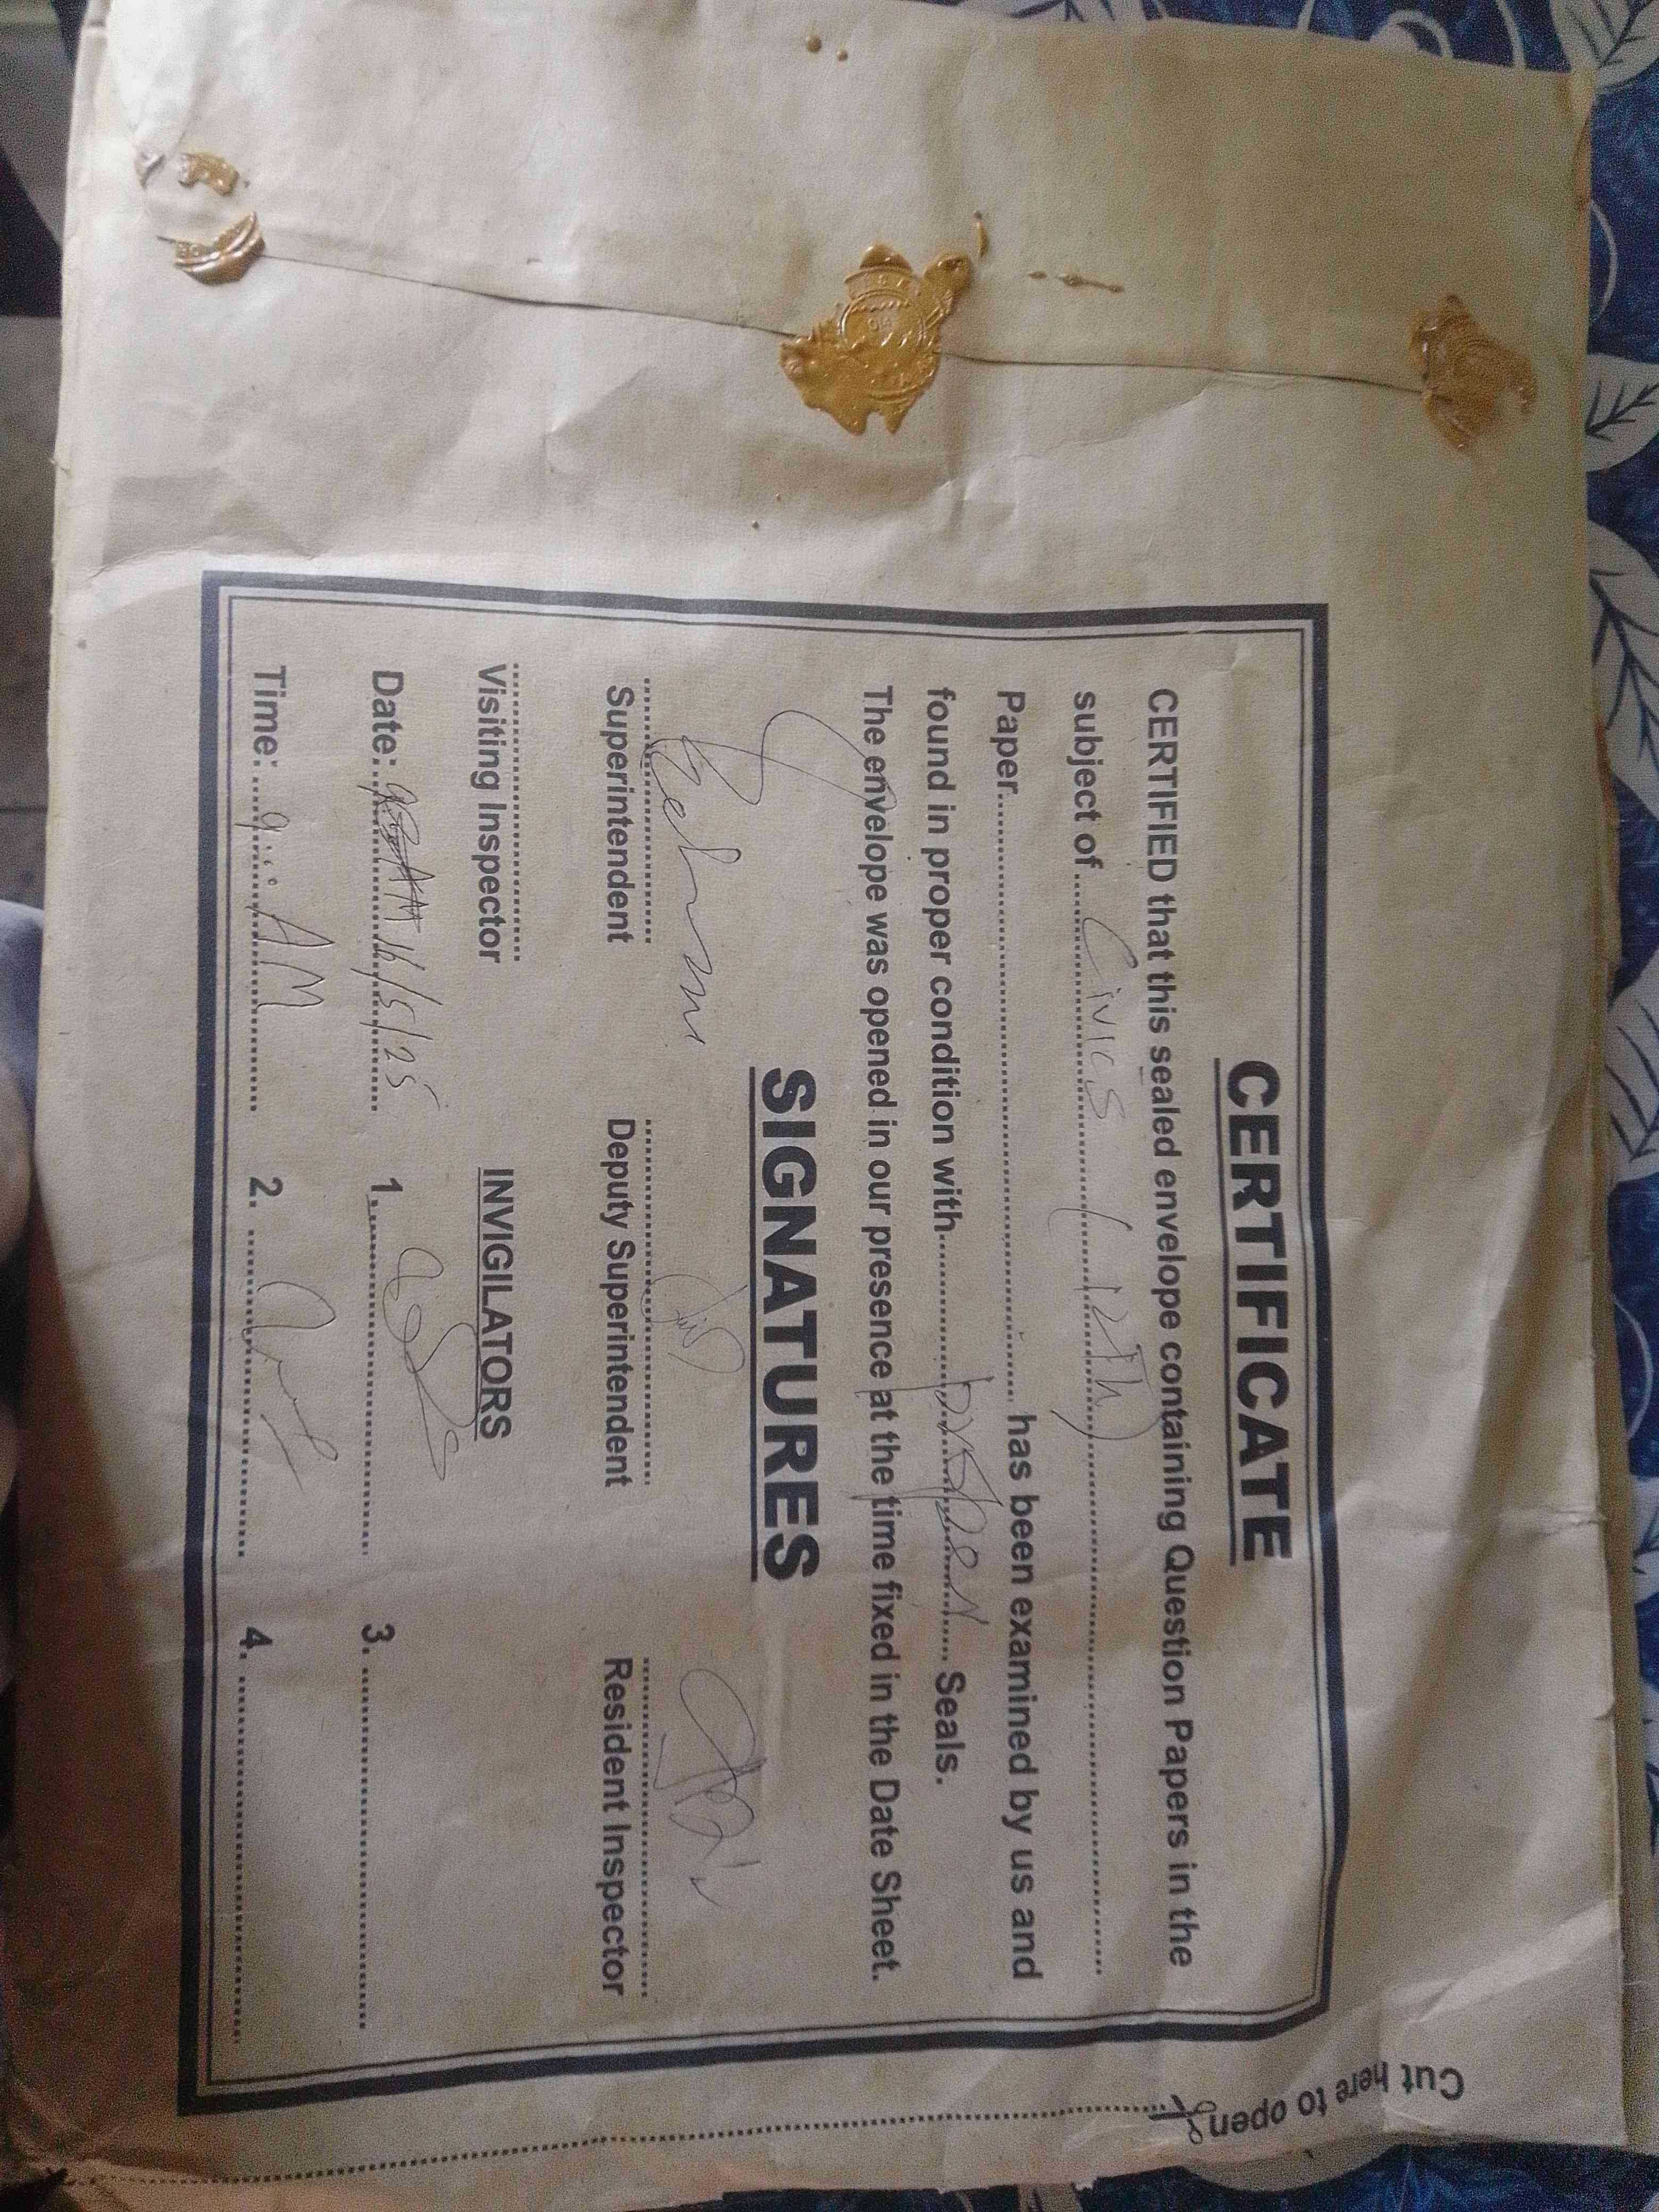 CERTIFICATE
CERTIFIED that this sealed envelope containing Question Papers in the
subject of Civics (12th)
Paper has been examined by us and
found in proper condition with Seals.
The envelope was opened in our presence at the time fixed in the Date Sheet.
SIGNATURES
Superintendent Deputy Superintendent Resident Inspector
Visiting Inspector INVIGILATORS
Date: 16/5/25 1. 3.
Time: 9:00 AM 2. 4.
Cut here to open